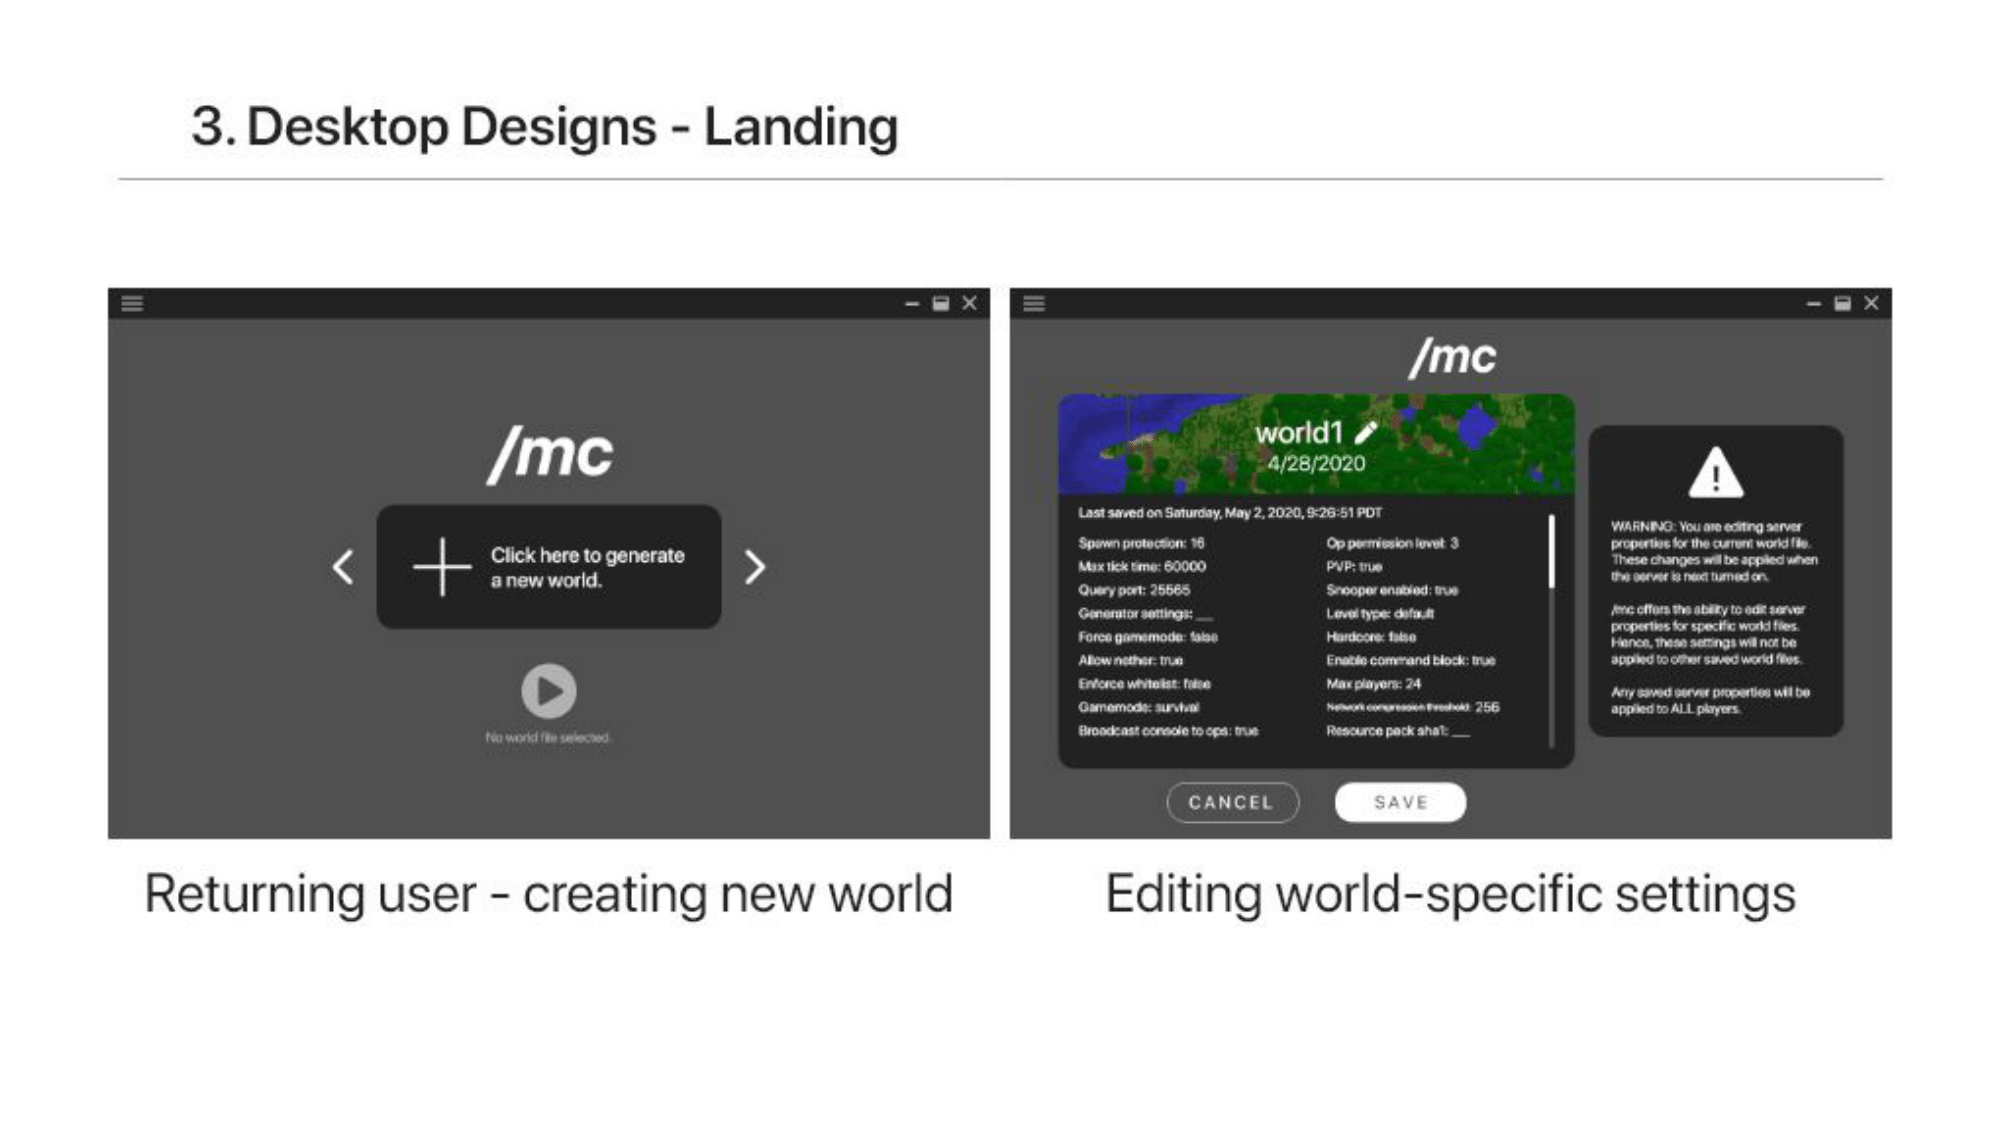 3. Desktop Designs - Landing
/mc
Click here to generate
a new world.
No world file selected.
Returning user - creating new world
/mc
world1
4/28/2020
Last saved on Saturday, May 2, 2020, 9:26:51 PDT
Spawn protection: 16
Max tick time: 60000
Query port: 25565
Generator settings: __
Force gamemode: false
Allow nether: true
Enforce whitelist: false
Gamemode: survival
Broadcast console to ops: true
Op permission level: 3
PVP: true
Snooper enabled: true
Level type: default
Hardcore: false
Enable command block: true
Max players: 24
Network compression threshold: 256
Resource pack sha1: __
WARNING: You are editing server
properties for the current world file.
These changes will be applied when
the server is next turned on.
/mc offers the ability to edit server
properties for specific world files.
Hence, these settings will not be
applied to other saved world files.
Any saved server properties will be
applied to ALL players.
CANCEL
SAVE
Editing world-specific settings